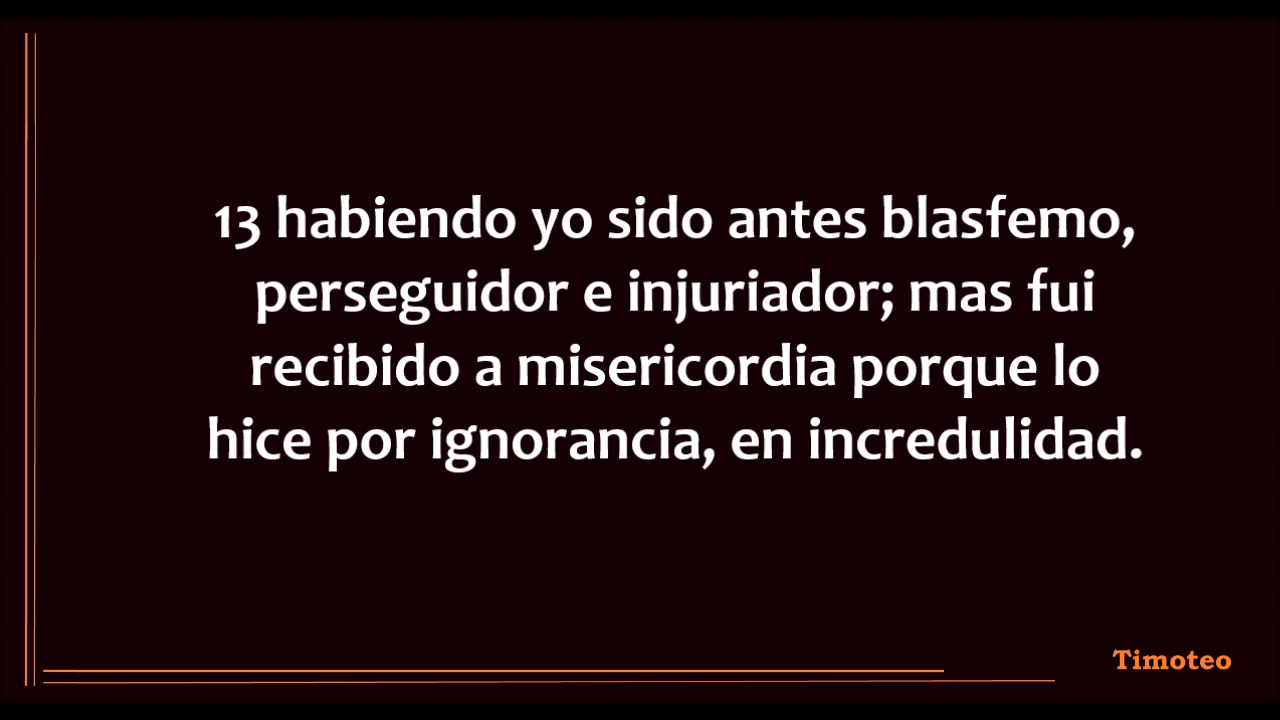 13 habiendo yo sido antes blasfemo,
perseguidor e injuriador; mas fui
recibido a misericordia porque lo
hice por ignorancia, en incredulidad.
Timoteo